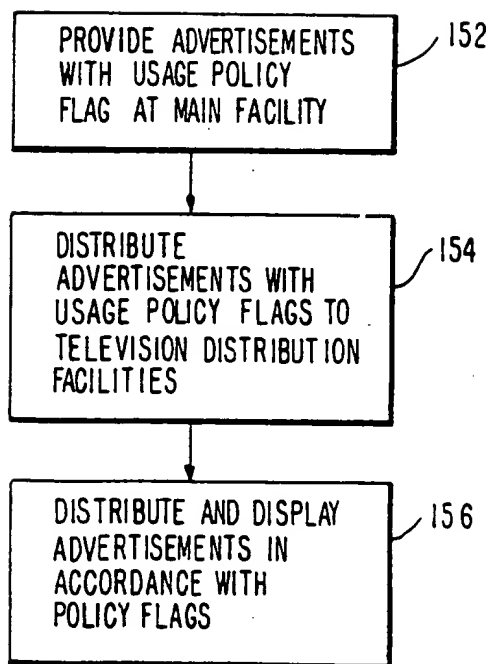 PROVIDE ADVERTISEMENTS
WITH USAGE POLICY
FLAG AT MAIN FACILITY
152
DISTRIBUTE
ADVERTISEMENTS WITH
USAGE POLICY FLAGS TO
TELEVISION DISTRIBUTION
FACILITIES
154
DISTRIBUTE AND DISPLAY
ADVERTISEMENTS IN
ACCORDANCE WITH
POLICY FLAGS
156